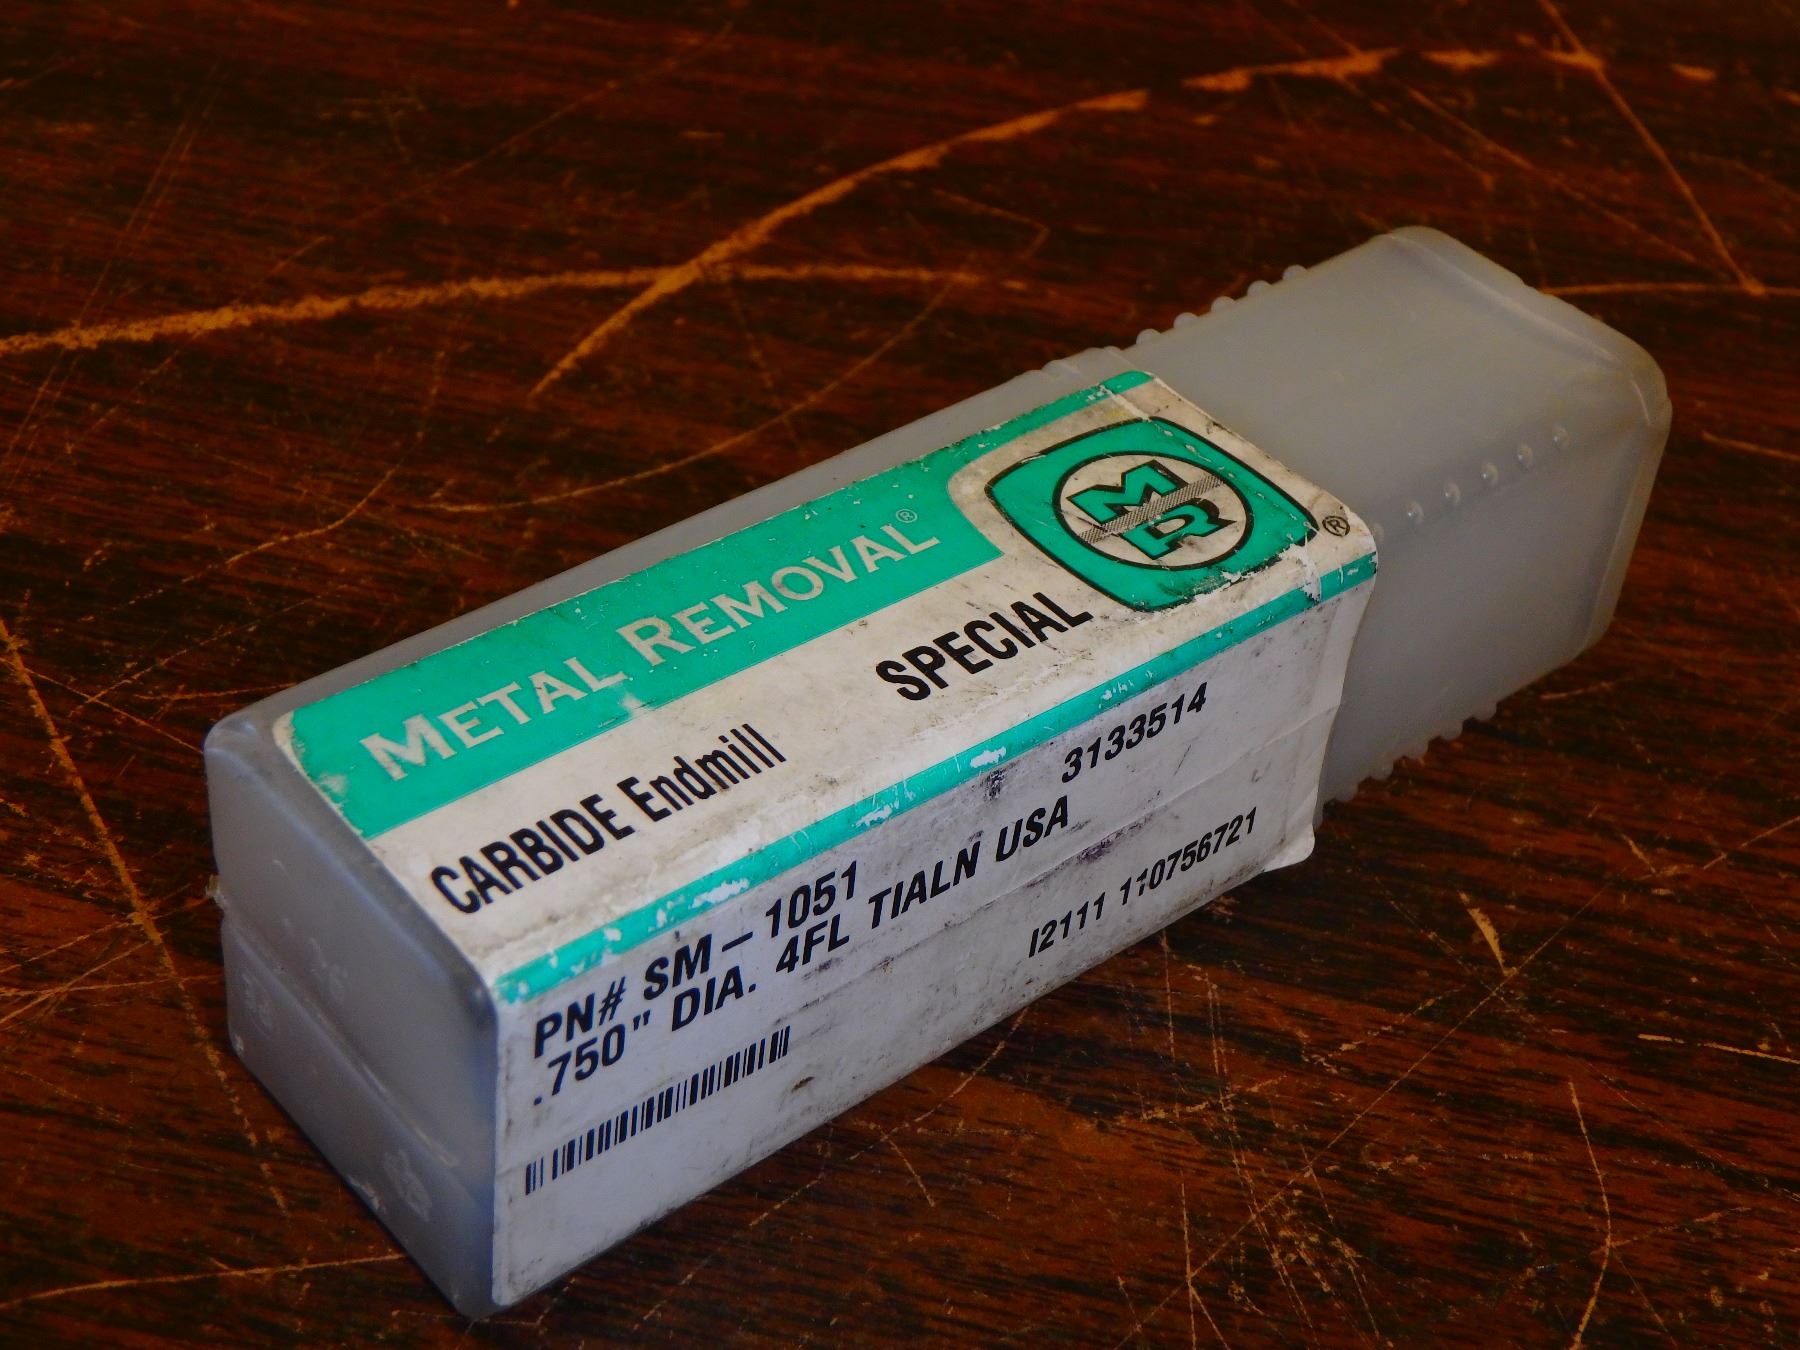 METAL REMOVAL®
MR®
CARBIDE Endmill SPECIAL
PN# SM-1051 3133514
.750" DIA. 4FL TIALN USA
I2111 110756721